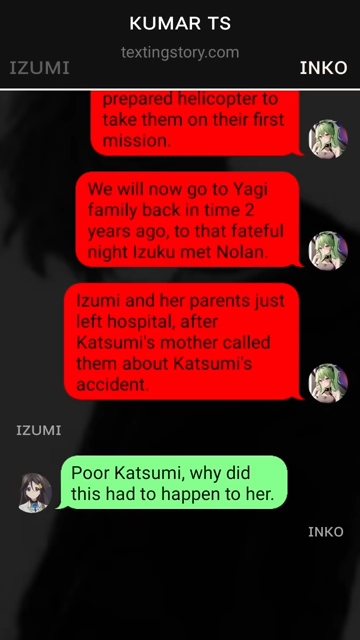 KUMAR TS
textingstory.com
IZUMI
INKO
prepared helicopter to
take them on their first
mission.
We will now go to Yagi
family back in time 2
years ago, to that fateful
night Izuku met Nolan.
Izumi and her parents just
left hospital, after
Katsumi's mother called
them about Katsumi's
accident.
IZUMI
Poor Katsumi, why did
this had to happen to her.
INKO